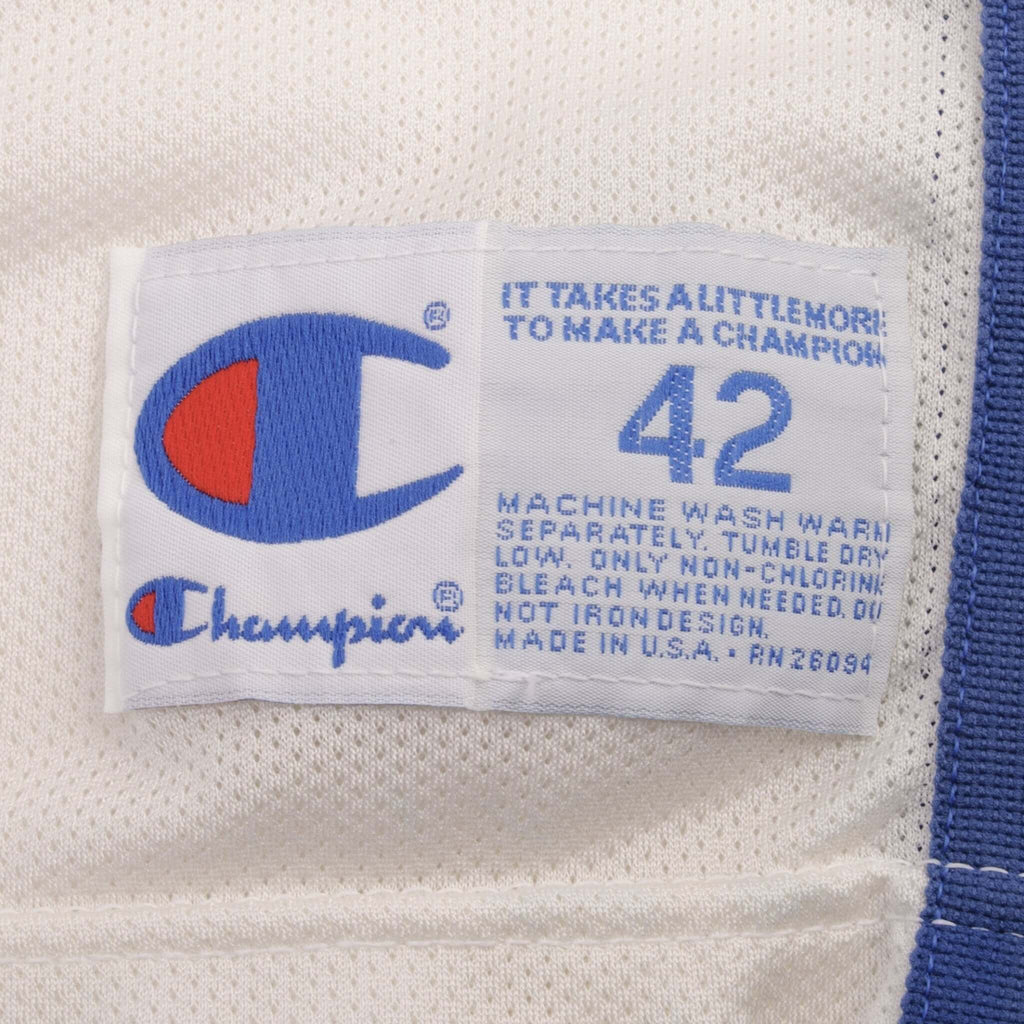 ®
Champion®
IT TAKES A LITTLE MORE
TO MAKE A CHAMPION
42
MACHINE WASH WARM
SEPARATELY. TUMBLE DRY
LOW. ONLY NON-CHLORINE
BLEACH WHEN NEEDED. DO
NOT IRON DESIGN.
MADE IN U.S.A. • RN 26094